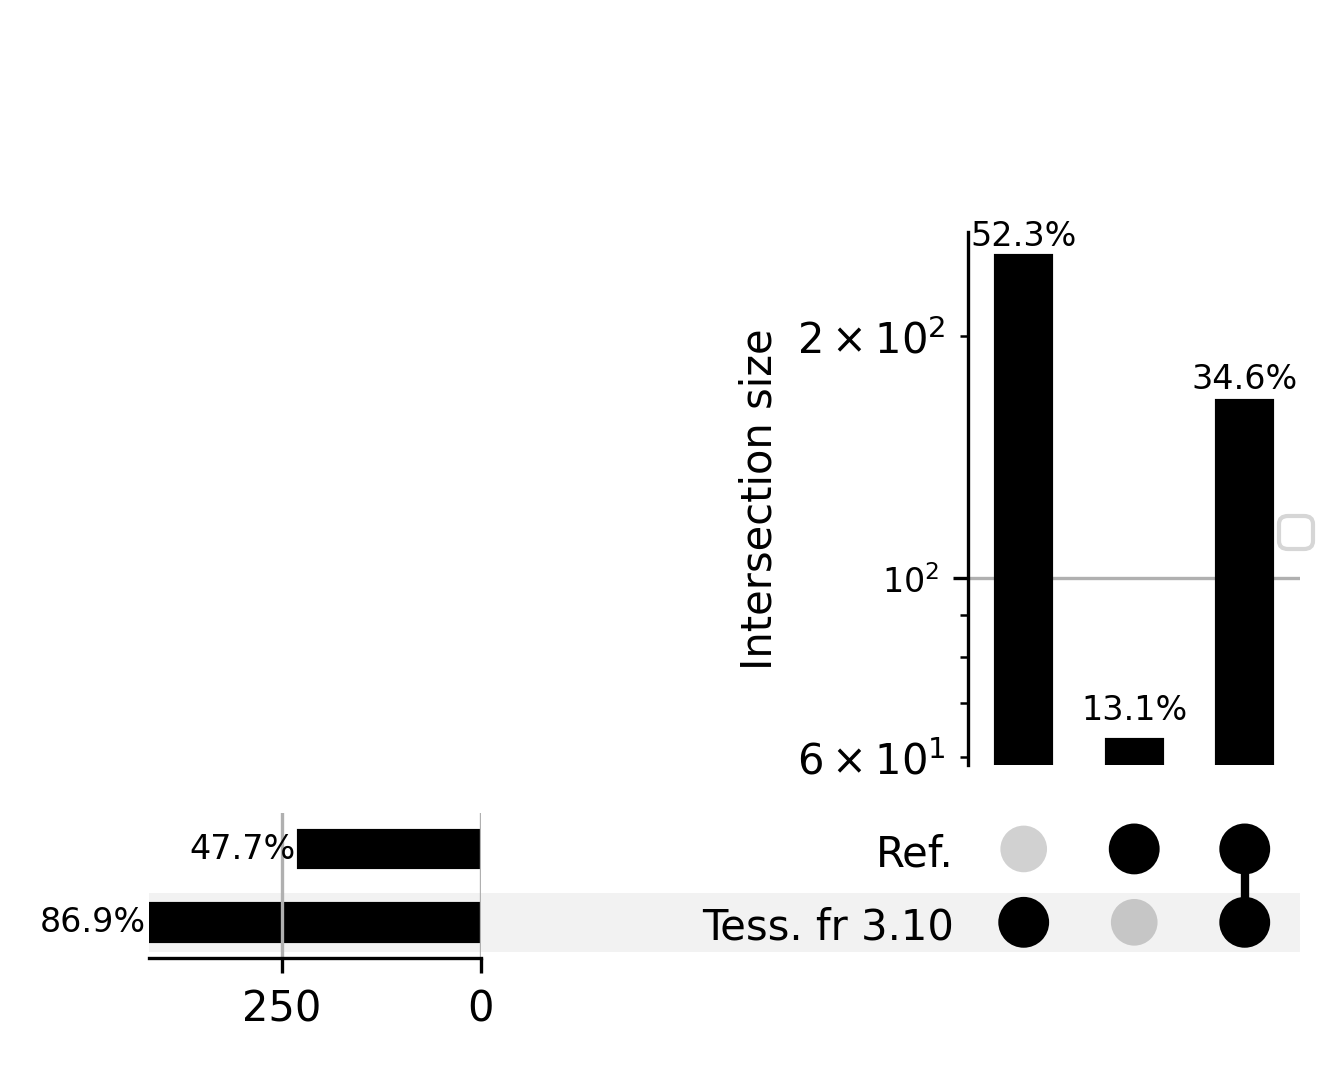 52.3%
2 × 10²
34.6%
Intersection size
10²
13.1%
6 × 10¹
47.7%
Ref.
86.9%
Tess. fr 3.10
250
0